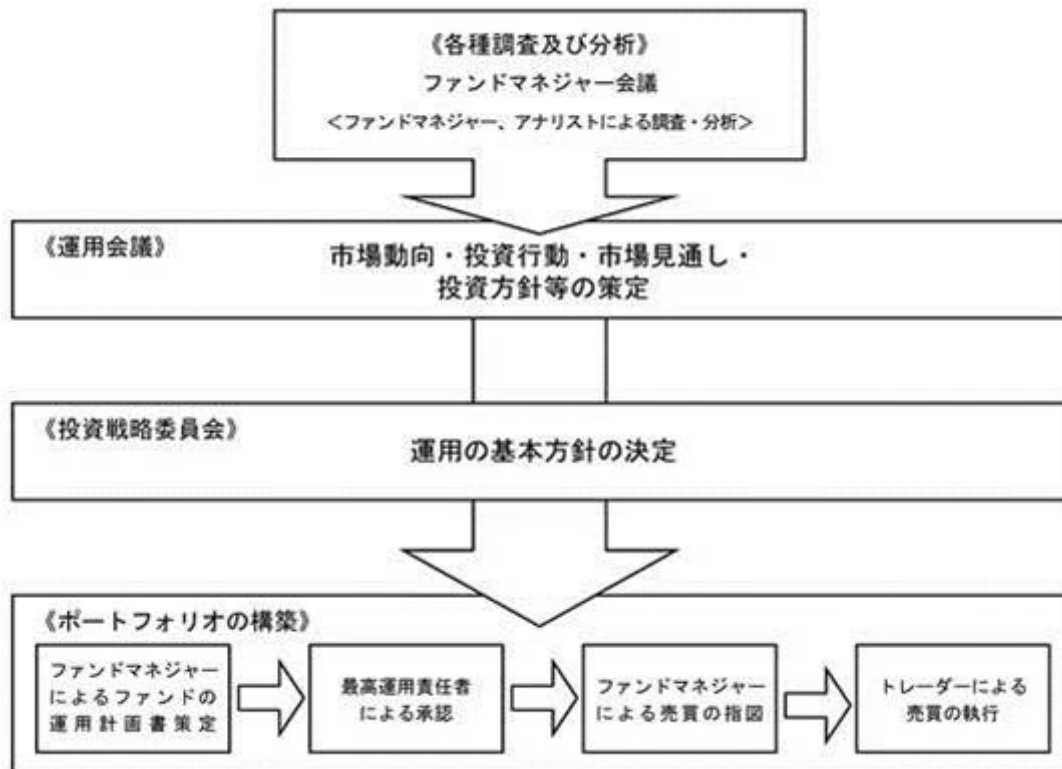 《各種調査及び分析》
ファンドマネジャー会議
＜ファンドマネジャー、アナリストによる調査・分析＞
《運用会議》
市場動向・投資行動・市場見通し・
投資方針等の策定
《投資戦略委員会》
運用の基本方針の決定
《ポートフォリオの構築》
ファンドマネジャー
によるファンドの
運用計画書策定
最高運用責任者
による承認
ファンドマネジャー
による売買の指図
トレーダーによる
売買の執行